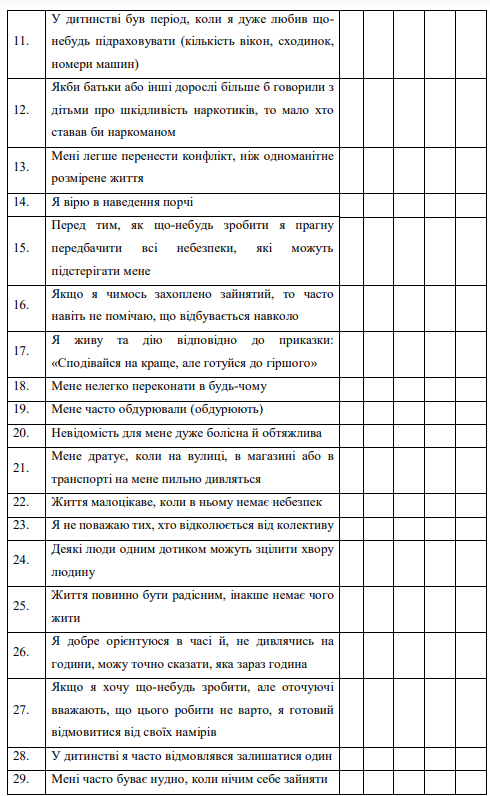 11. У дитинстві був період, коли я дуже любив що-
небудь підраховувати (кількість вікон, сходинок,
номери машин)
12. Якби батьки або інші дорослі більше б говорили з
дітьми про шкідливість наркотиків, то мало хто
ставав би наркоманом
13. Мені легше перенести конфлікт, ніж одноманітне
розмірене життя
14. Я вірю в наведення порчі
15. Перед тим, як що-небудь зробити я прагну
передбачити всі небезпеки, які можуть
підстерігати мене
16. Якщо я чимось захоплено зайнятий, то часто
навіть не помічаю, що відбувається навколо
17. Я живу та дію відповідно до приказки:
«Сподівайся на краще, але готуйся до гіршого»
18. Мене нелегко переконати в будь-чому
19. Мене часто обдурювали (обдурюють)
20. Невідомість для мене дуже болісна й обтяжлива
21. Мене дратує, коли на вулиці, в магазині або в
транспорті на мене пильно дивляться
22. Життя малоцікаве, коли в ньому немає небезпек
23. Я не поважаю тих, хто відколюється від колективу
24. Деякі люди одним дотиком можуть зцілити хвору
людину
25. Життя повинно бути радісним, інакше немає чого
жити
26. Я добре орієнтуюся в часі й, не дивлячись на
години, можу точно сказати, яка зараз година
27. Якщо я хочу що-небудь зробити, але оточуючі
вважають, що цього робити не варто, я готовий
відмовитися від своїх намірів
28. У дитинстві я часто відмовлявся залишатися один
29. Мені часто буває нудно, коли нічим себе зайняти